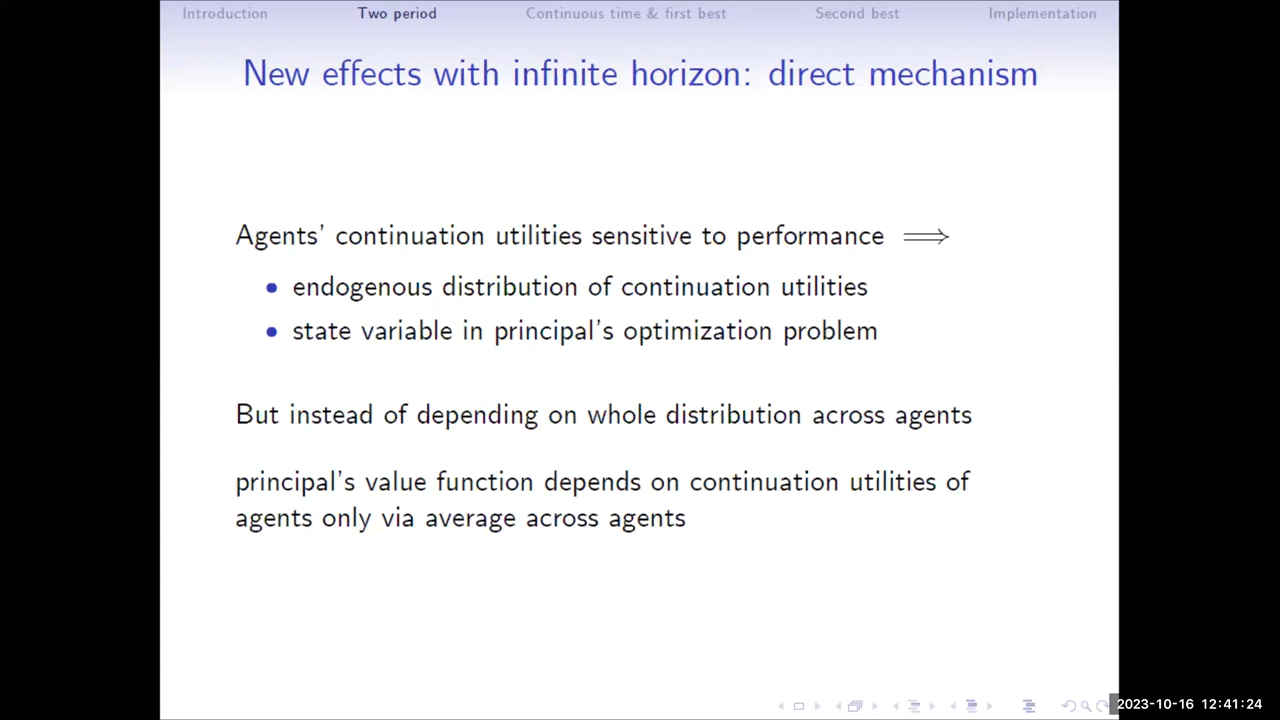 Introduction Two period Continuous time & first best Second best Implementation
New effects with infinite horizon: direct mechanism
Agents' continuation utilities sensitive to performance ⟹
• endogenous distribution of continuation utilities
• state variable in principal's optimization problem
But instead of depending on whole distribution across agents
principal's value function depends on continuation utilities of
agents only via average across agents
2023-10-16 12:41:24